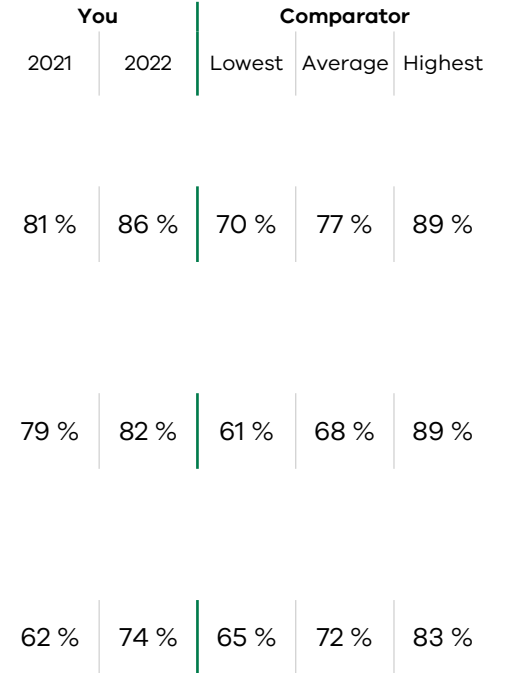 You Comparator
2021 2022 Lowest Average Highest
81 % 86 % 70 % 77 % 89 %
79 % 82 % 61 % 68 % 89 %
62 % 74 % 65 % 72 % 83 %